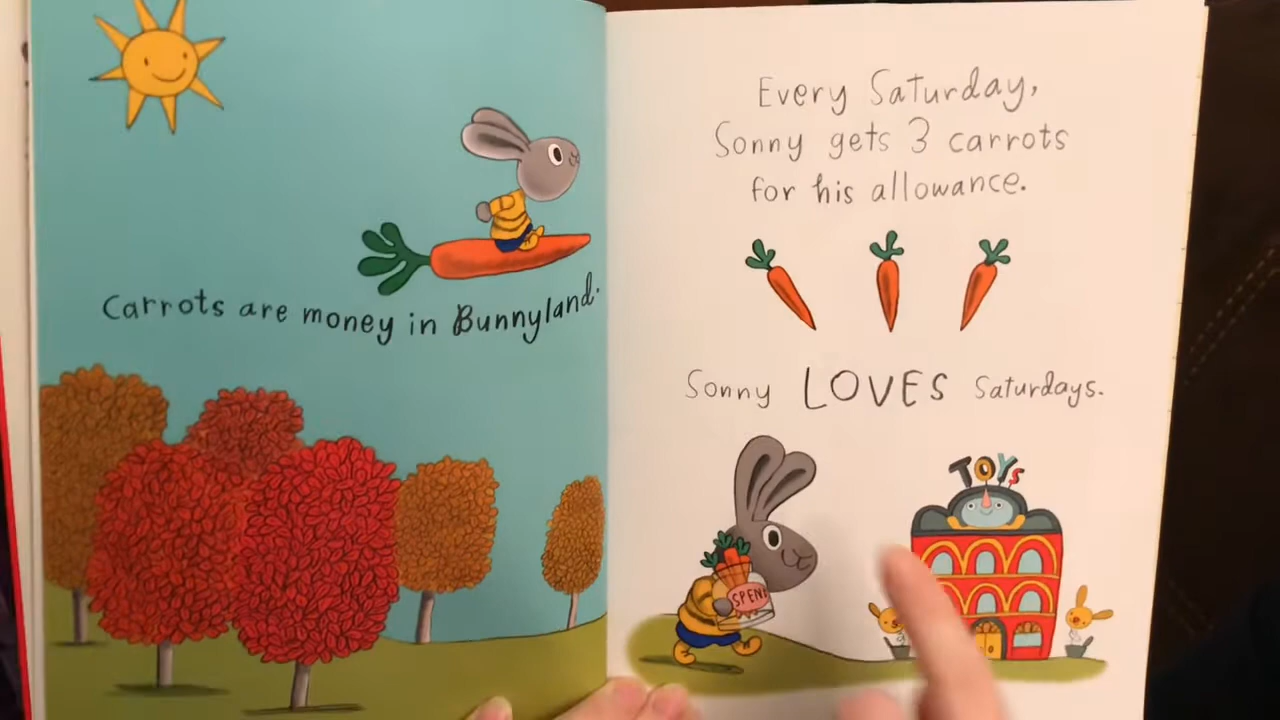 Carrots are money in Bunnyland.
Every Saturday,
Sonny gets 3 carrots
for his allowance.
Sonny LOVES Saturdays.
TOYS